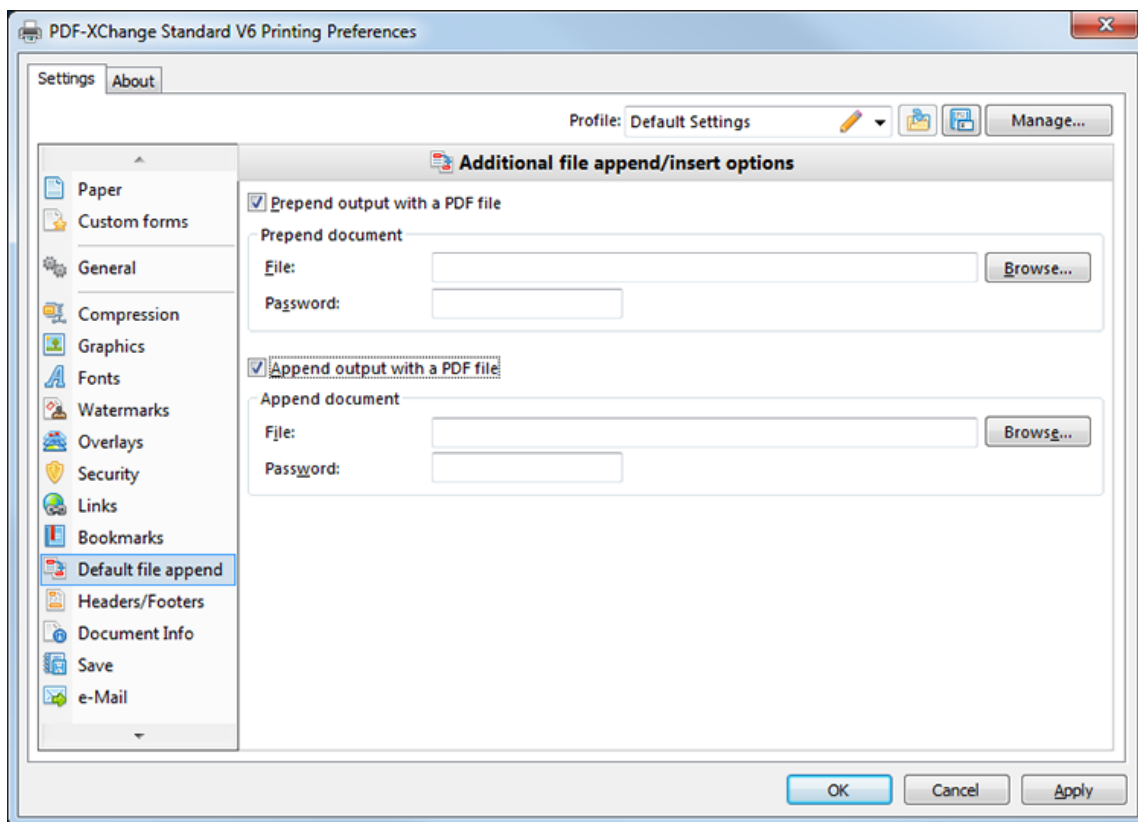 PDF-XChange Standard V6 Printing Preferences
Settings About
Profile: Default Settings Manage...
Additional file append/insert options
Paper
Custom forms
General
Compression
Graphics
Fonts
Watermarks
Overlays
Security
Links
Bookmarks
Default file append
Headers/Footers
Document Info
Save
e-Mail
Prepend output with a PDF file
Prepend document
File: Browse...
Password:
Append output with a PDF file
Append document
File: Browse...
Password:
OK Cancel Apply